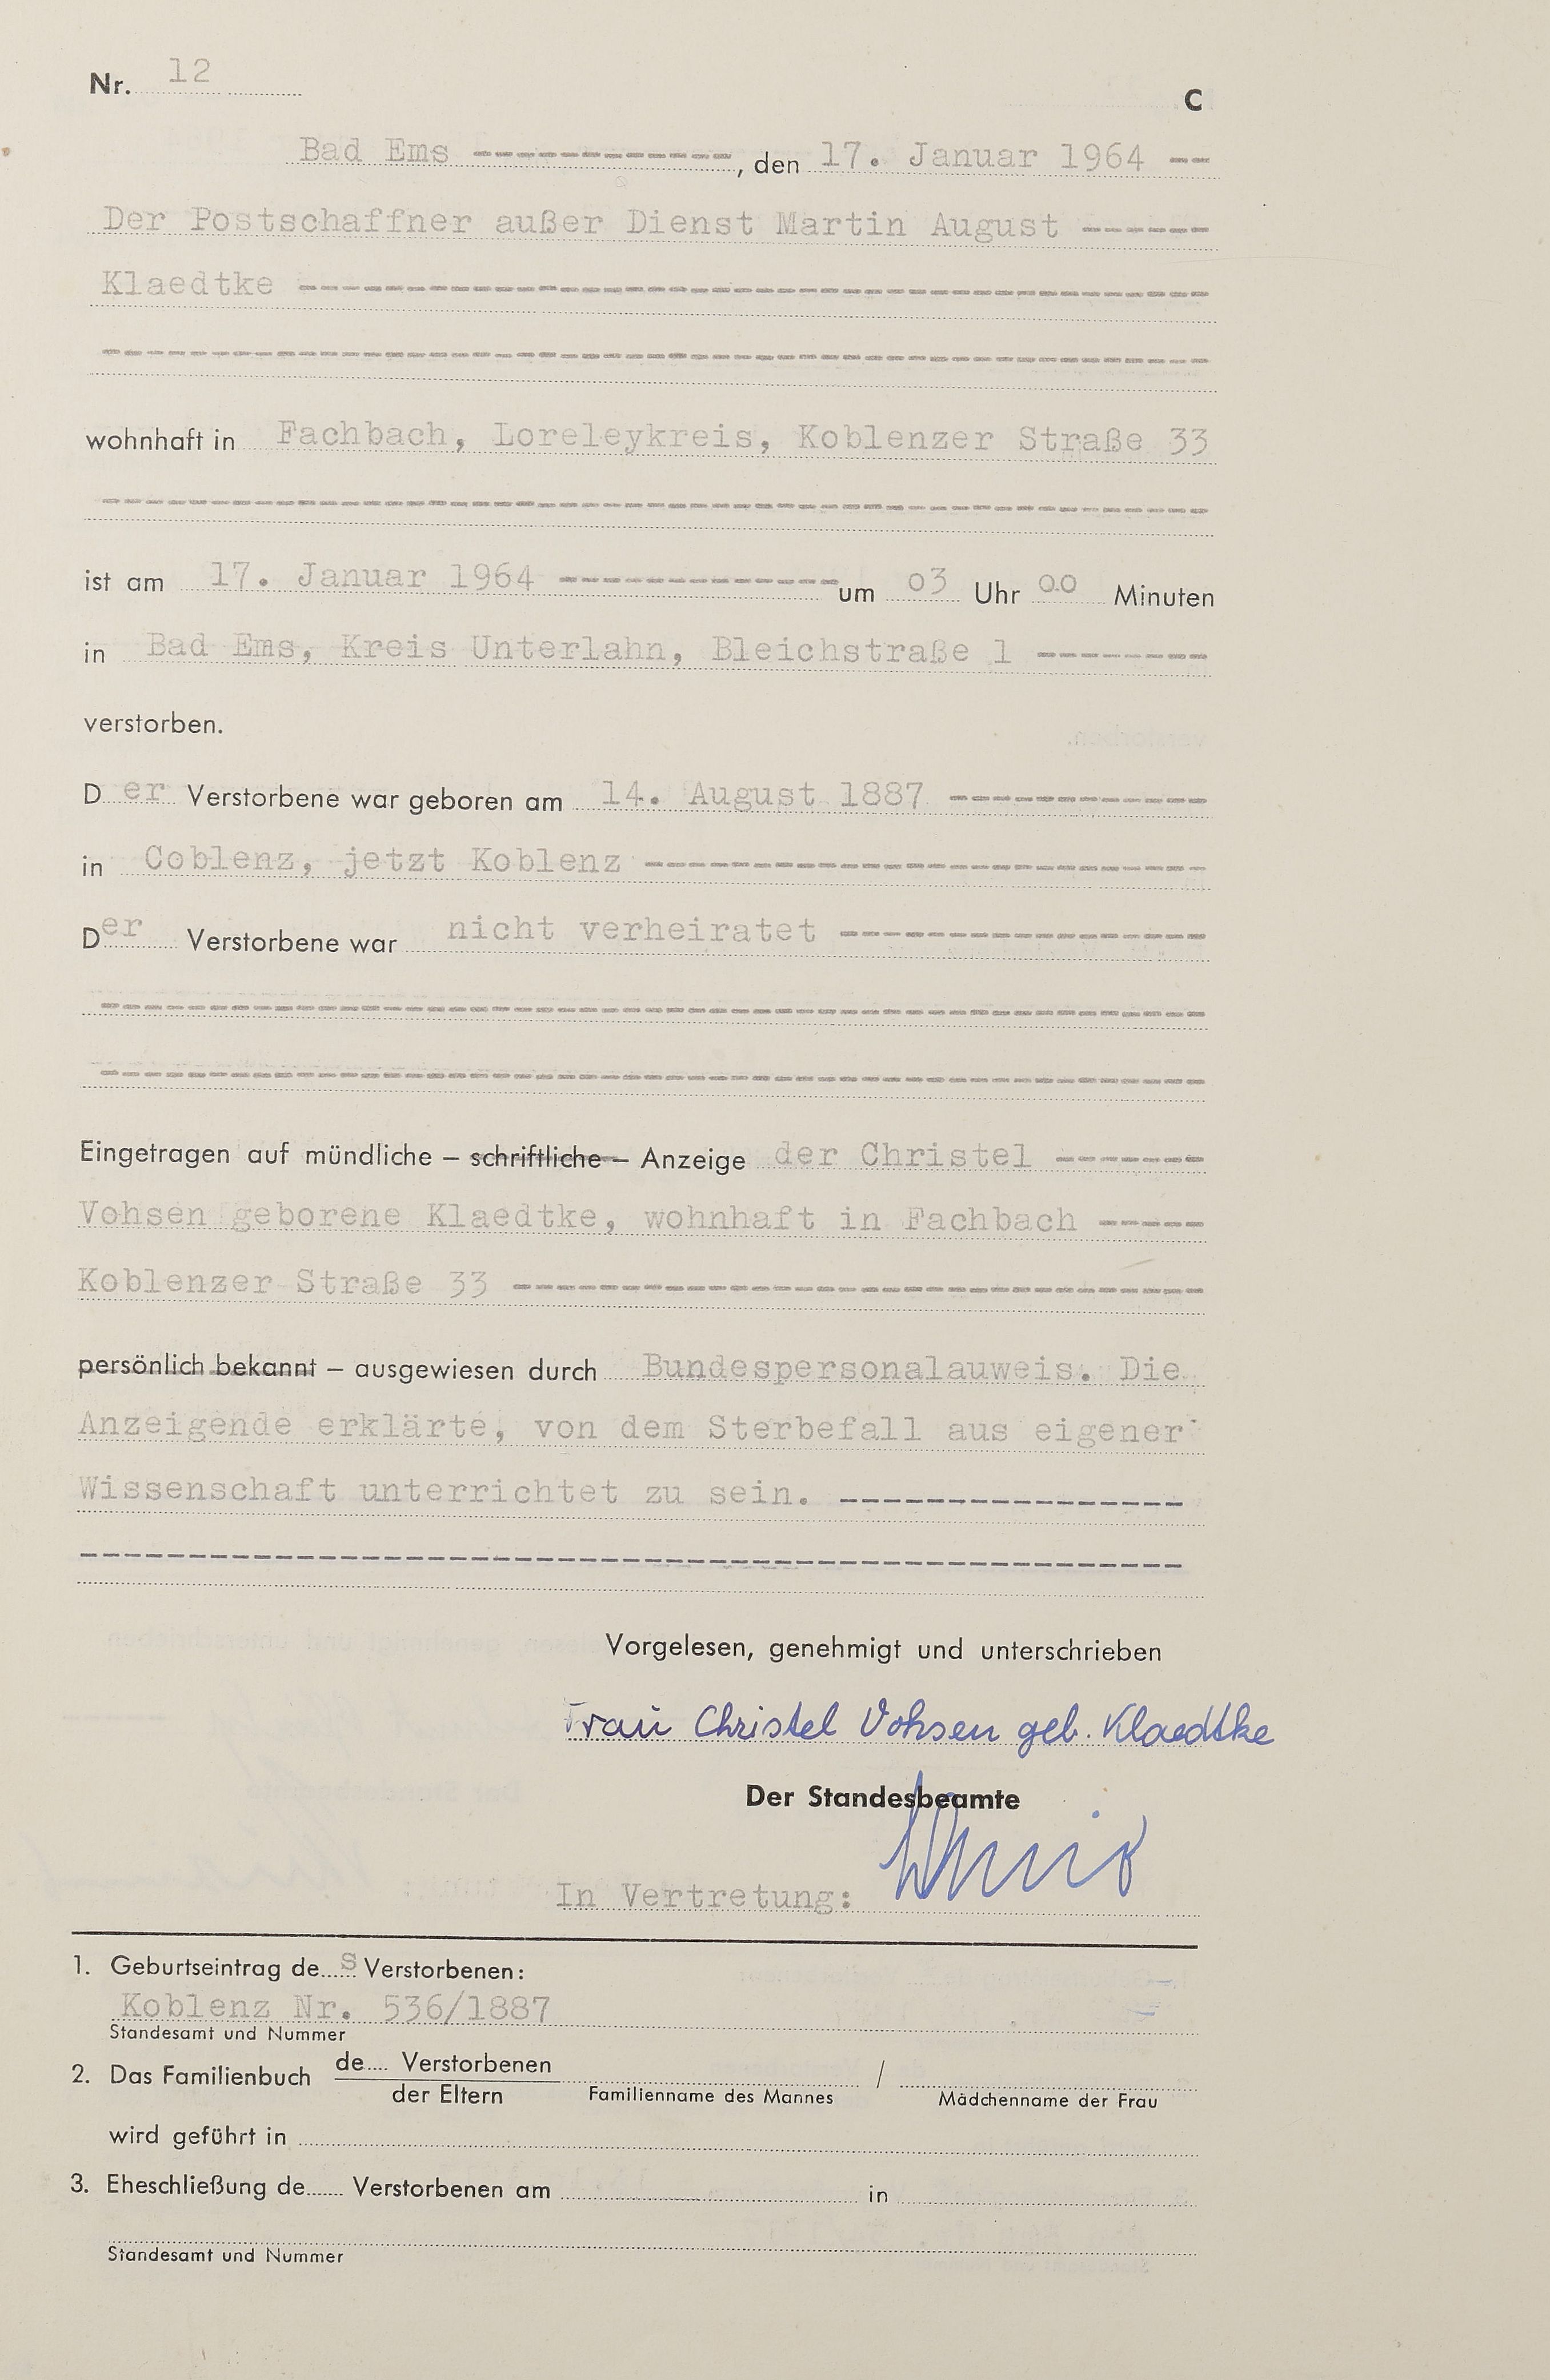 Nr. 12
C
Bad Ems ------------, den 17. Januar 1964 --
Der Postschaffner außer Dienst Martin August ------
Klaedtke
wohnhaft in Fachbach, Loreleykreis, Koblenzer Straße 33
ist am 17. Januar 1964 ------------- um 03 Uhr 00 Minuten
in Bad Ems, Kreis Unterlahn, Bleichstraße 1 --------
verstorben.
Der Verstorbene war geboren am 14. August 1887 ------------
in Coblenz, jetzt Koblenz
Der Verstorbene war nicht verheiratet
Eingetragen auf mündliche – schriftliche – Anzeige der Christel -------
Vohsen geborene Klaedtke, wohnhaft in Fachbach -----
Koblenzer Straße 33
persönlich bekannt – ausgewiesen durch Bundespersonalauweis. Die
Anzeigende erklärte, von dem Sterbefall aus eigener
Wissenschaft unterrichtet zu sein. ----------------
Vorgelesen, genehmigt und unterschrieben
Frau Christel Vohsen geb. Klaedtke
Der Standesbeamte
In Vertretung:
1. Geburtseintrag des Verstorbenen:
Koblenz Nr. 536/1887
Standesamt und Nummer
2. Das Familienbuch de.... Verstorbenen /
der Eltern Familienname des Mannes Mädchenname der Frau
wird geführt in
3. Eheschließung de...... Verstorbenen am in
Standesamt und Nummer